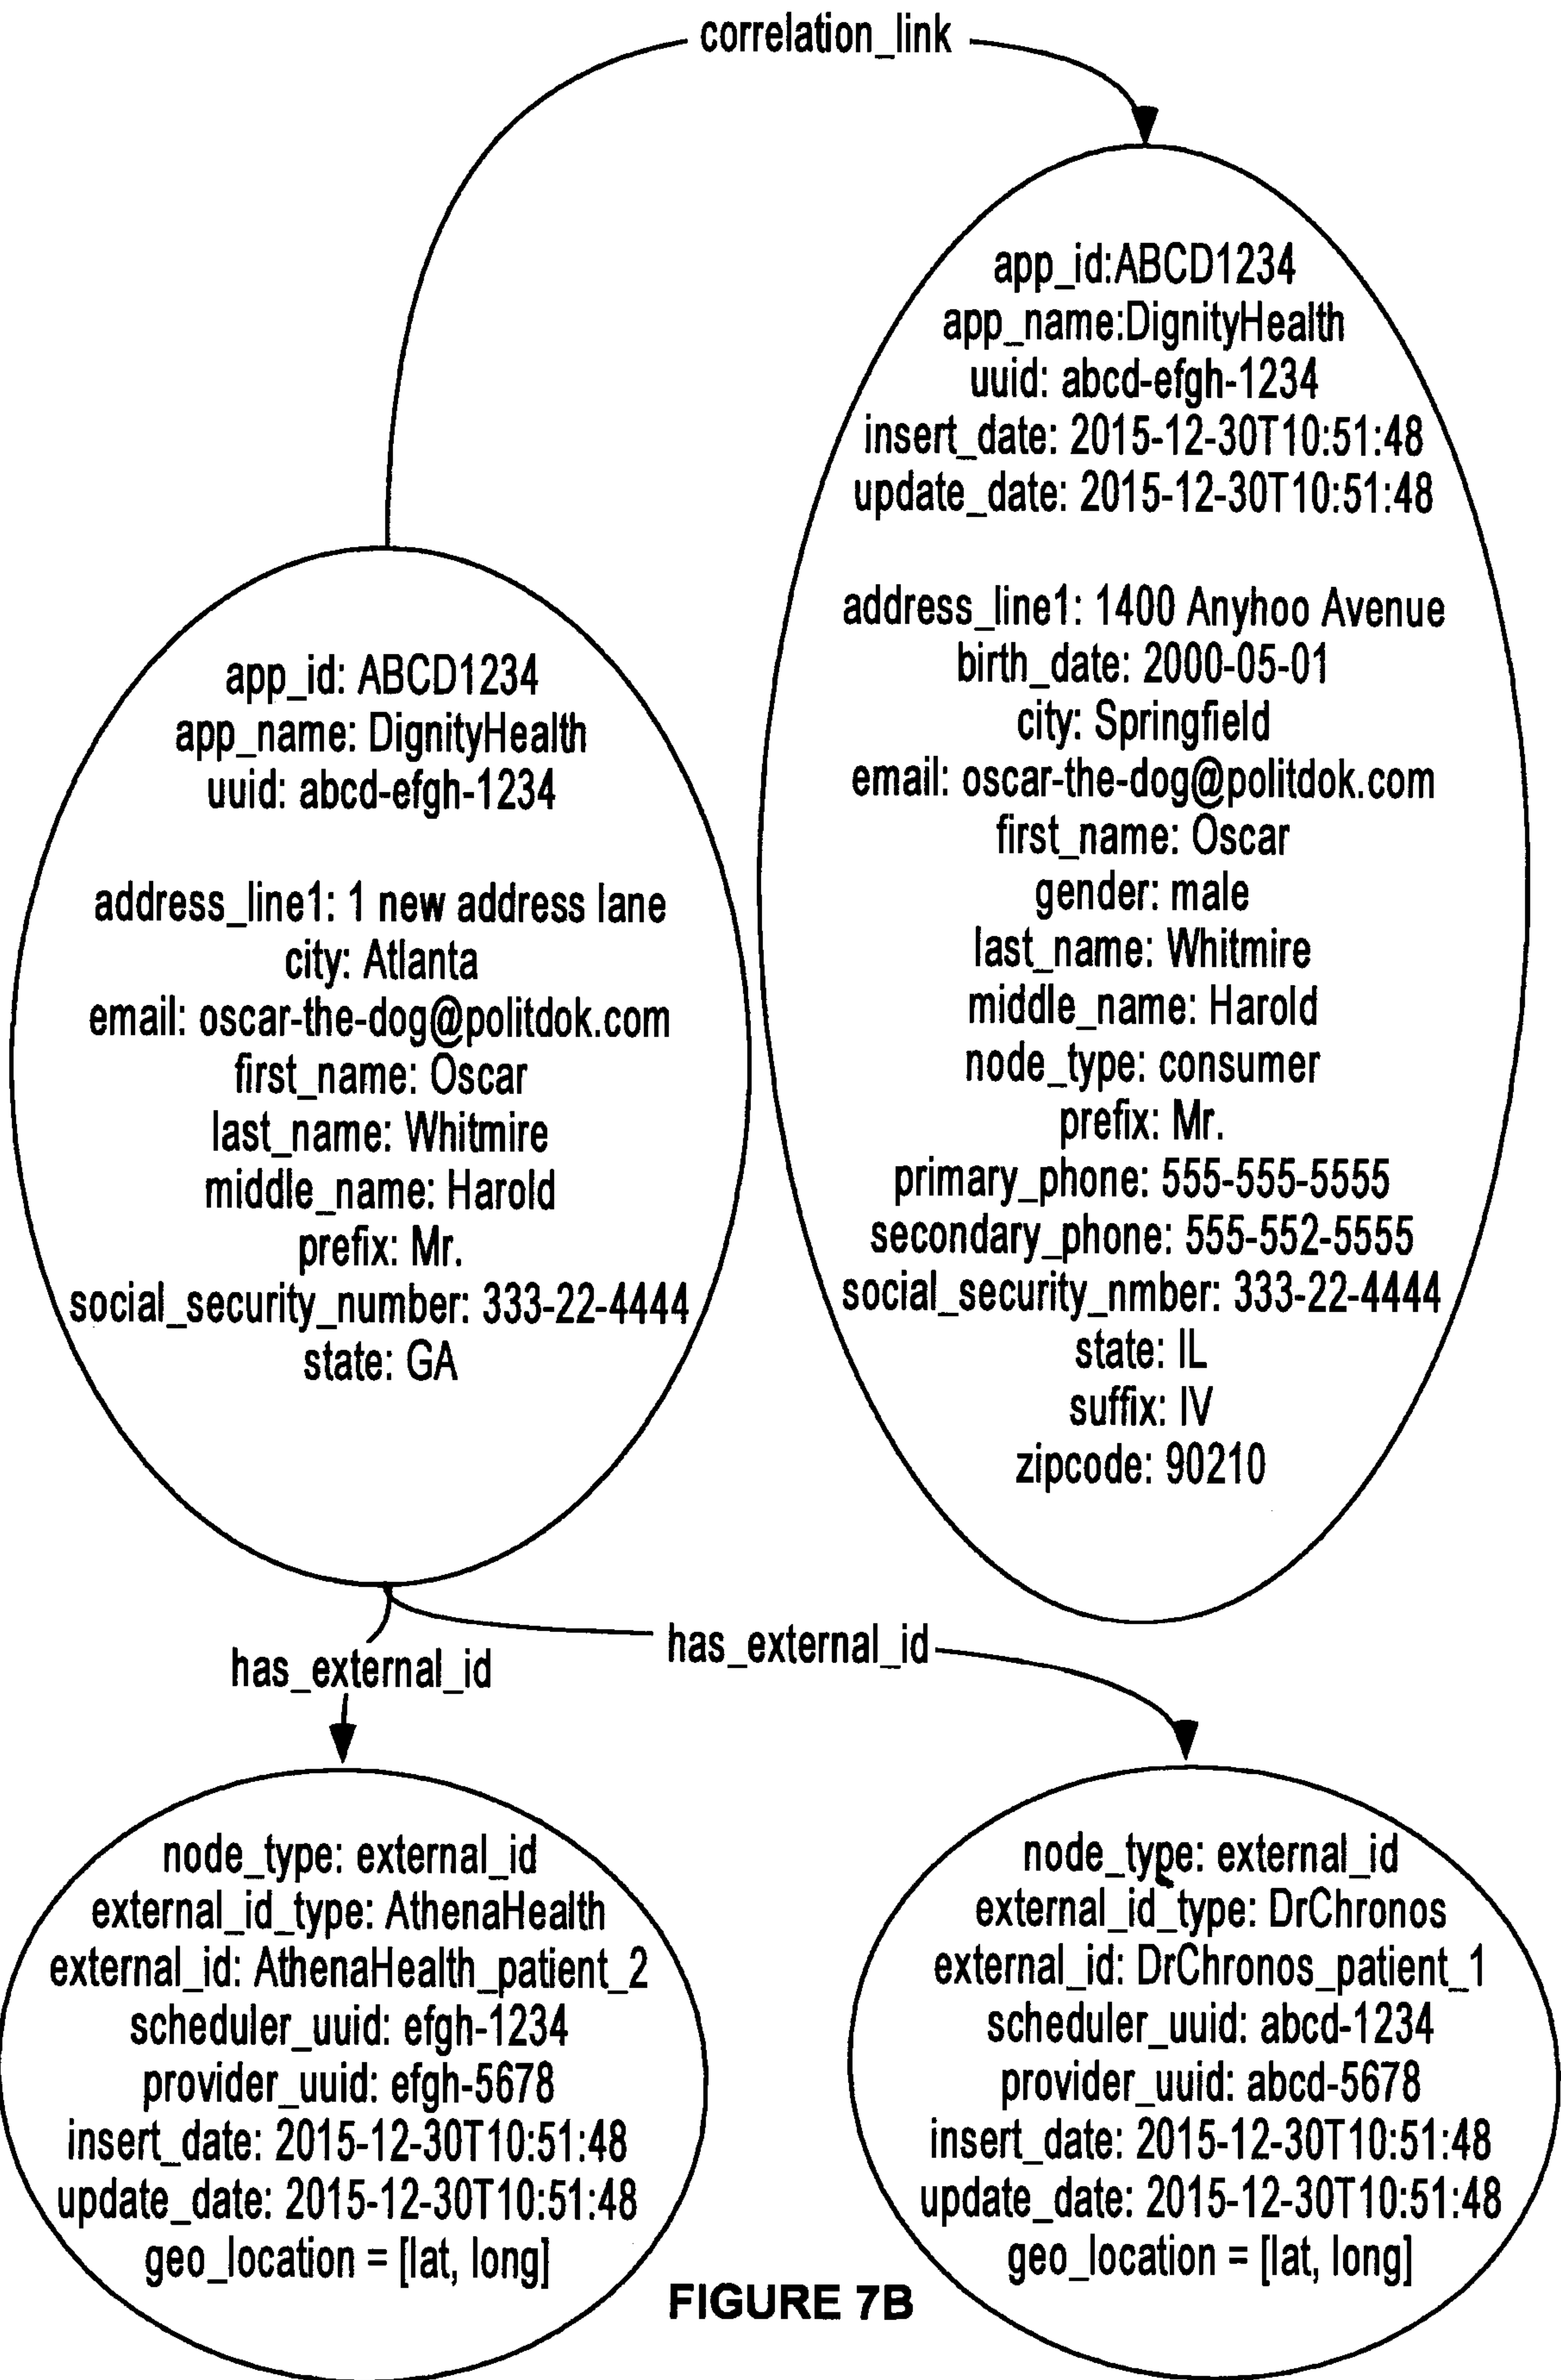 correlation_link
app_id:ABCD1234
app_name:DignityHealth
uuid: abcd-efgh-1234
insert_date: 2015-12-30T10:51:48
update_date: 2015-12-30T10:51:48
address_line1: 1400 Anyhoo Avenue
birth_date: 2000-05-01
city: Springfield
email: oscar-the-dog@politdok.com
first_name: Oscar
gender: male
last_name: Whitmire
middle_name: Harold
node_type: consumer
prefix: Mr.
primary_phone: 555-555-5555
secondary_phone: 555-552-5555
social_security_nmber: 333-22-4444
state: IL
suffix: IV
zipcode: 90210
app_id: ABCD1234
app_name: DignityHealth
uuid: abcd-efgh-1234
address_line1: 1 new address lane
city: Atlanta
email: oscar-the-dog@politdok.com
first_name: Oscar
last_name: Whitmire
middle_name: Harold
prefix: Mr.
social_security_number: 333-22-4444
state: GA
has_external_id
has_external_id
node_type: external_id
external_id_type: AthenaHealth
external_id: AthenaHealth_patient_2
scheduler_uuid: efgh-1234
provider_uuid: efgh-5678
insert_date: 2015-12-30T10:51:48
update_date: 2015-12-30T10:51:48
geo_location = [lat, long]
node_type: external_id
external_id_type: DrChronos
external_id: DrChronos_patient_1
scheduler_uuid: abcd-1234
provider_uuid: abcd-5678
insert_date: 2015-12-30T10:51:48
update_date: 2015-12-30T10:51:48
geo_location = [lat, long]
FIGURE 7B